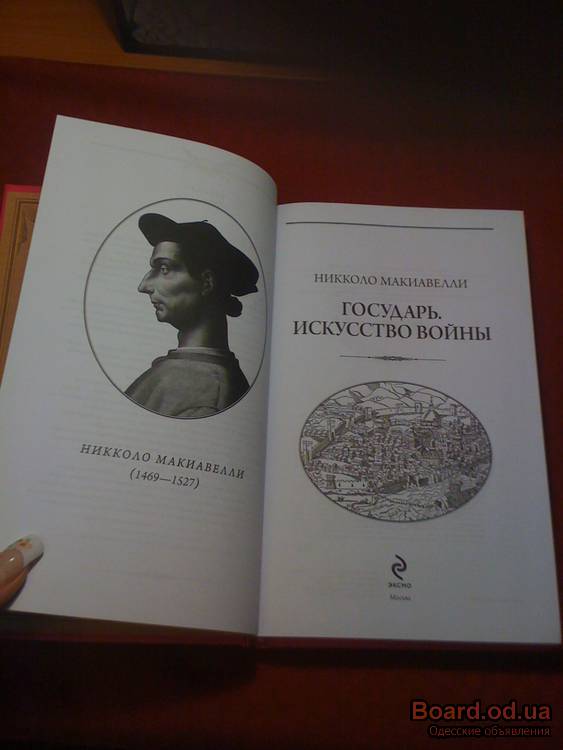 НИККОЛО МАКИАВЕЛЛИ
(1469—1527)
НИККОЛО МАКИАВЕЛЛИ
ГОСУДАРЬ.
ИСКУССТВО ВОЙНЫ
ЭКСМО
Москва
Board.od.ua
Одесские объявления